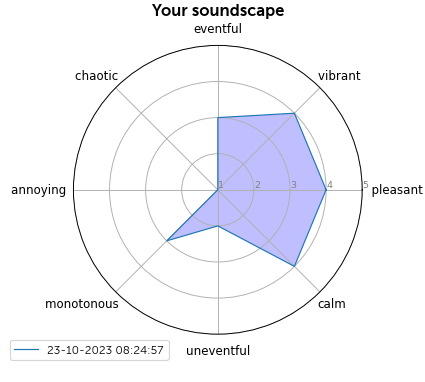 Your soundscape
eventful
chaotic
vibrant
annoying
1 2 3 4 5
pleasant
monotonous
calm
23-10-2023 08:24:57
uneventful